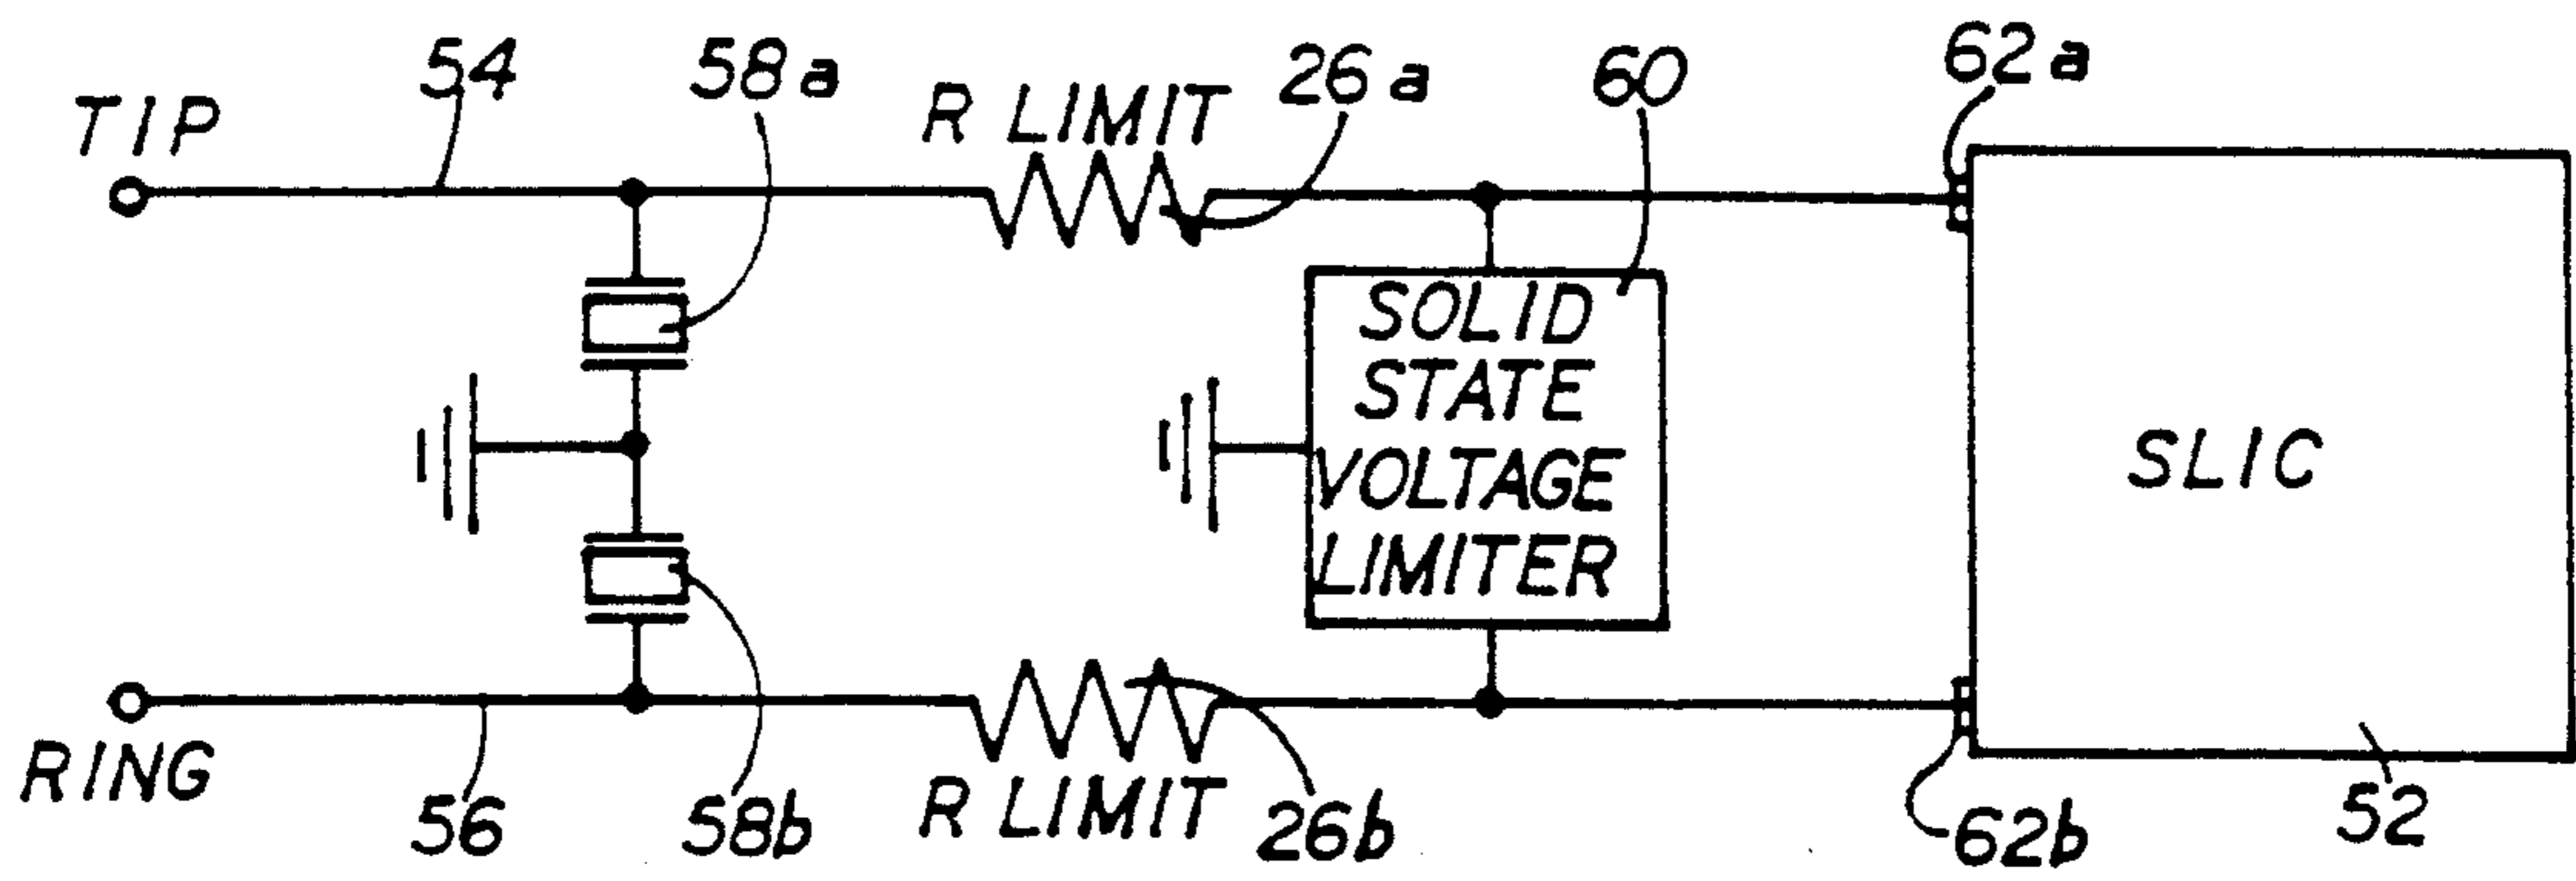 54
58a
26a
60
62a
TIP
R LIMIT
SOLID
STATE
VOLTAGE
LIMITER
SLIC
RING
56
58b
R LIMIT
26b
62b
52